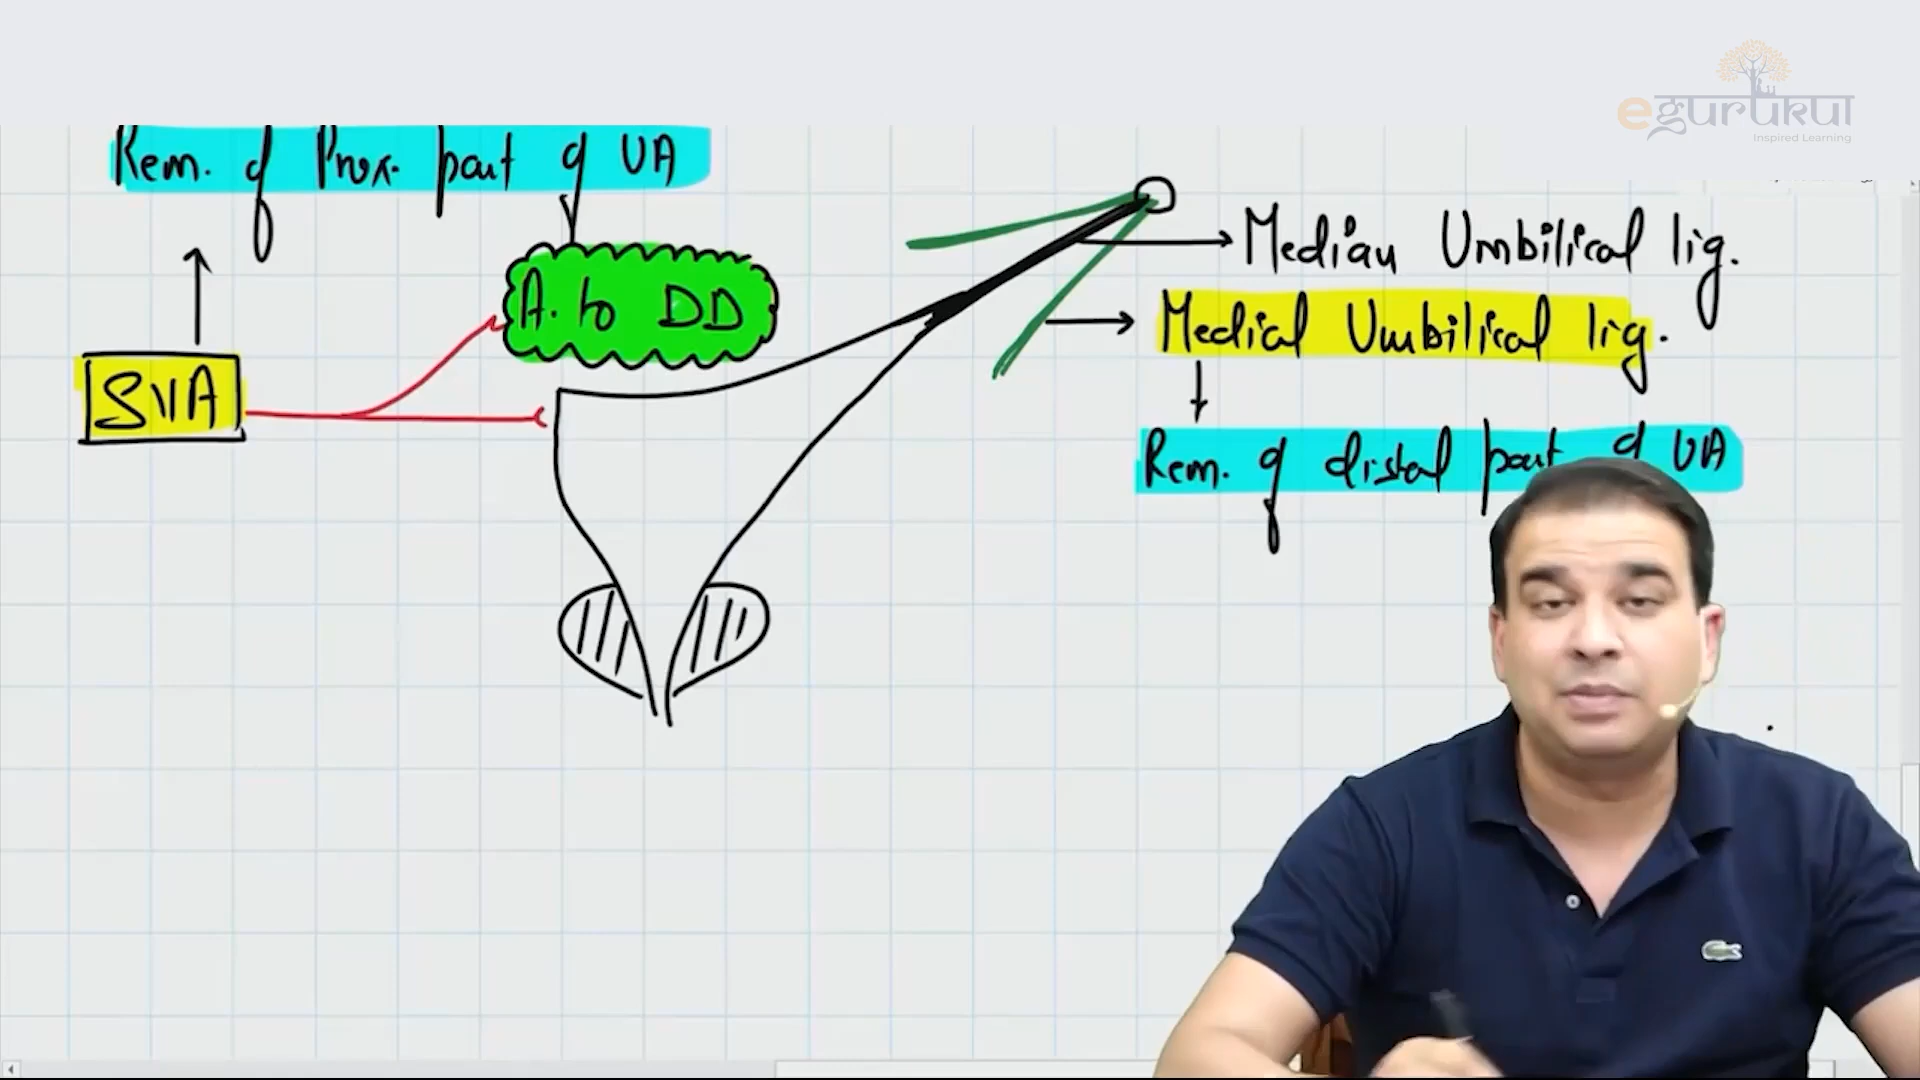 egurukul
Inspired Learning
Rem. of Prox. part of UA
A. to DD
SVA
Median Umbilical lig.
Medial Umbilical lig.
Rem. of distal part of UA